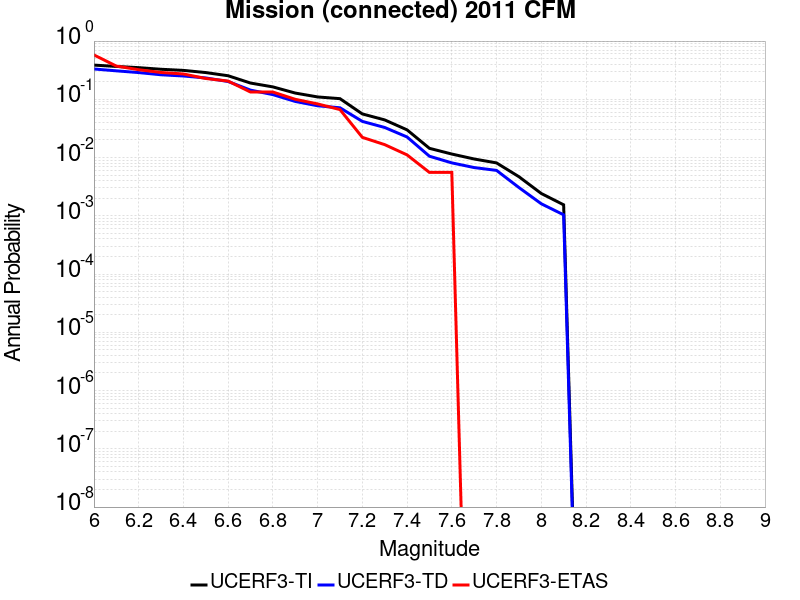 Mission (connected) 2011 CFM
10^0
10^-1
10^-2
10^-3
10^-4
10^-5
10^-6
10^-7
10^-8
Annual Probability
6 6.2 6.4 6.6 6.8 7 7.2 7.4 7.6 7.8 8 8.2 8.4 8.6 8.8 9
Magnitude
UCERF3-TI UCERF3-TD UCERF3-ETAS